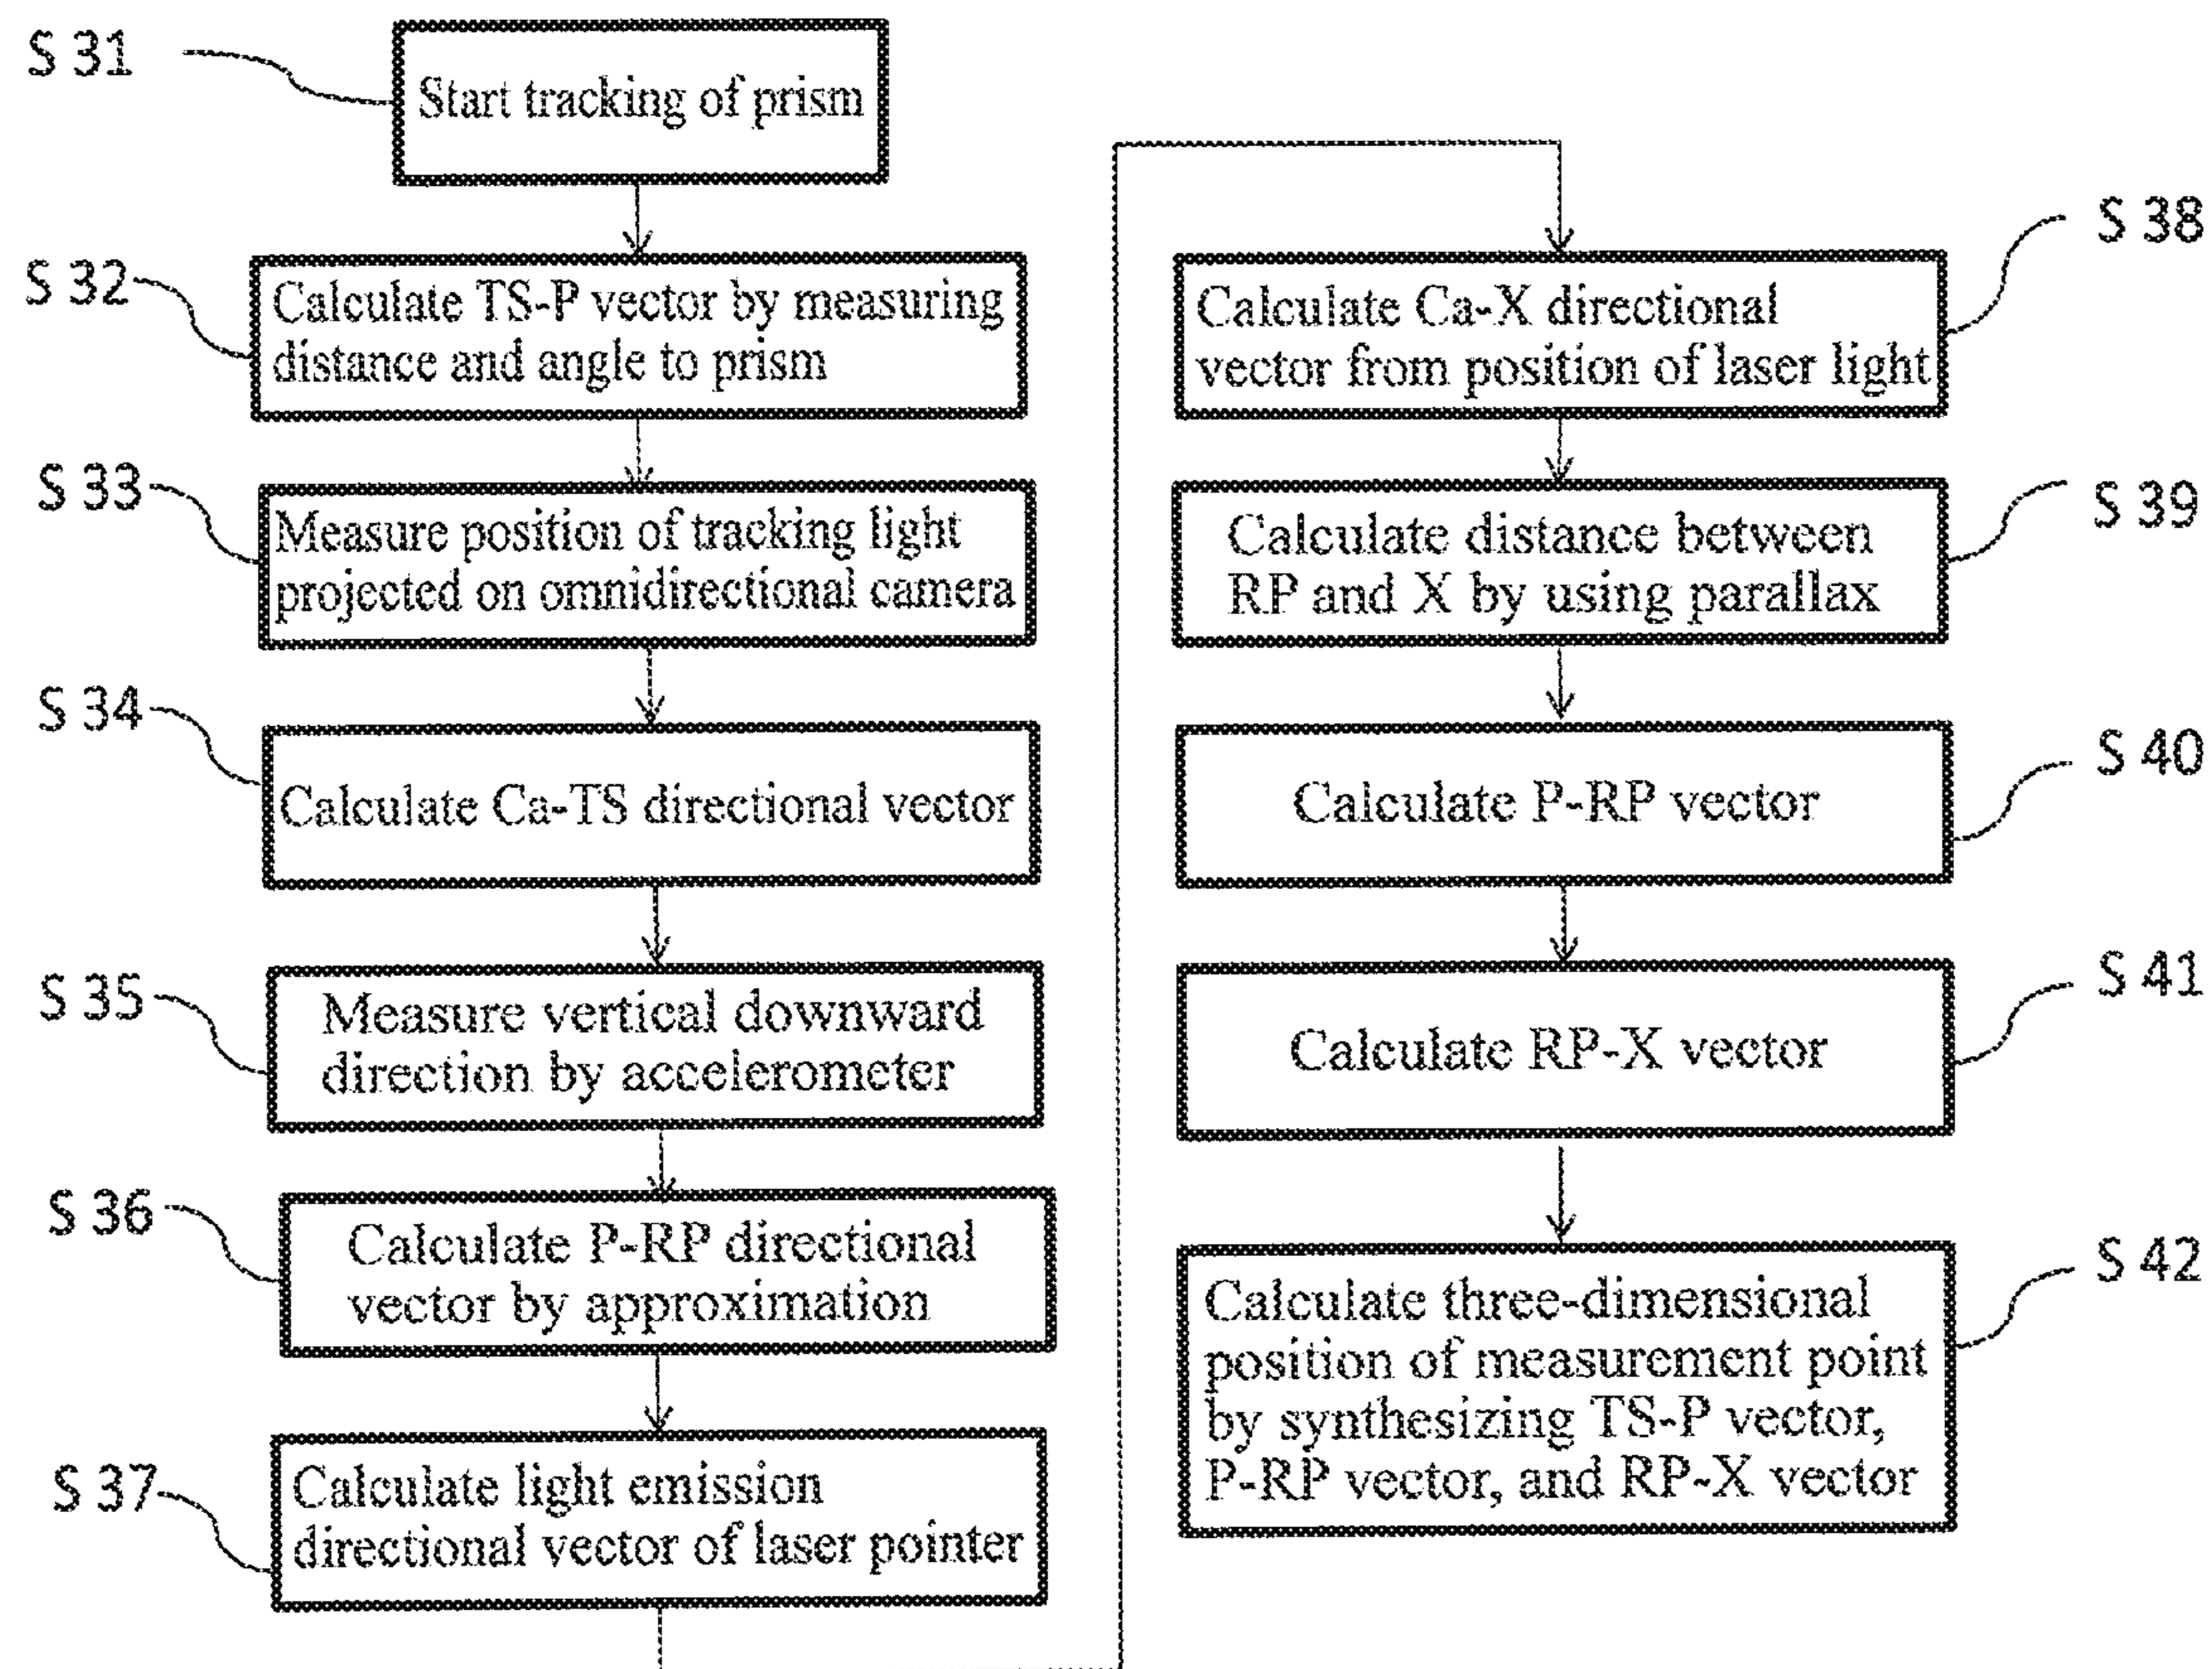 S 31
Start tracking of prism
S 32
Calculate TS-P vector by measuring
distance and angle to prism
S 33
Measure position of tracking light
projected on omnidirectional camera
S 34
Calculate Ca-TS directional vector
S 35
Measure vertical downward
direction by accelerometer
S 36
Calculate P-RP directional
vector by approximation
S 37
Calculate light emission
directional vector of laser pointer
S 38
Calculate Ca-X directional
vector from position of laser light
S 39
Calculate distance between
RP and X by using parallax
S 40
Calculate P-RP vector
S 41
Calculate RP-X vector
S 42
Calculate three-dimensional
position of measurement point
by synthesizing TS-P vector,
P-RP vector, and RP-X vector